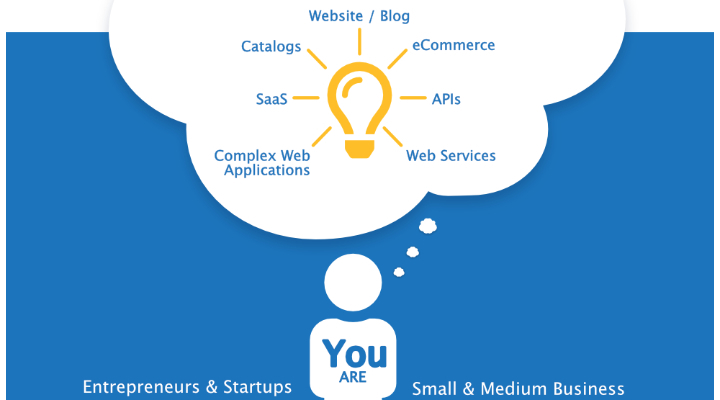 Website / Blog
Catalogs
eCommerce
SaaS
APIs
Complex Web
Applications
Web Services
You
ARE
Entrepreneurs & Startups
Small & Medium Business